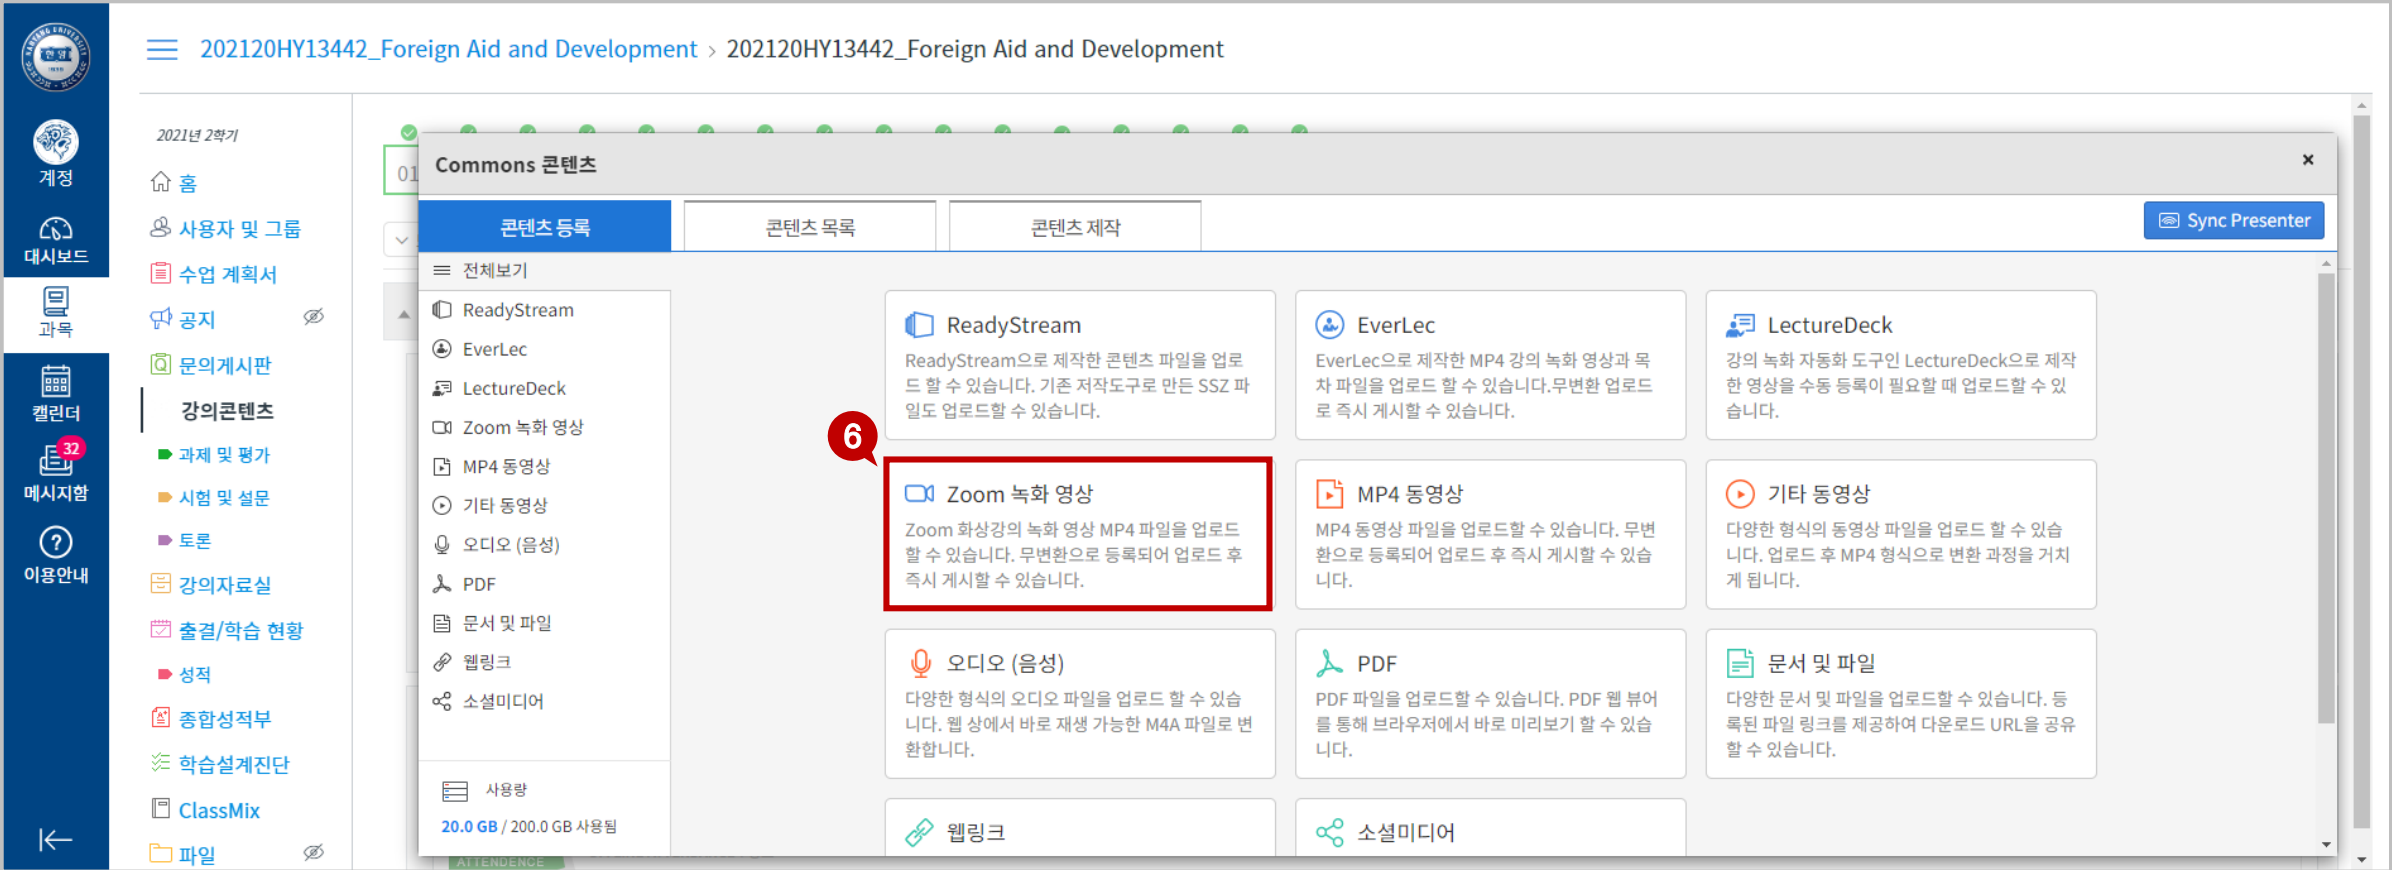 202120HY13442_Foreign Aid and Development › 202120HY13442_Foreign Aid and Development
계정
대시보드
과목
캘린더
32
메시지함
이용안내
2021년 2학기
홈
사용자 및 그룹
수업 계획서
공지
문의게시판
강의콘텐츠
과제 및 평가
시험 및 설문
토론
강의자료실
출결/학습 현황
성적
종합성적부
학습설계진단
ClassMix
파일
01
Commons 콘텐츠
×
콘텐츠 등록
콘텐츠 목록
콘텐츠 제작
Sync Presenter
전체보기
ReadyStream
EverLec
LectureDeck
Zoom 녹화 영상
MP4 동영상
기타 동영상
오디오 (음성)
PDF
문서 및 파일
웹링크
소셜미디어
사용량
20.0 GB / 200.0 GB 사용됨
ReadyStream
ReadyStream으로 제작한 콘텐츠 파일을 업로
드 할 수 있습니다. 기존 저작도구로 만든 SSZ 파
일도 업로드할 수 있습니다.
EverLec
EverLec으로 제작한 MP4 강의 녹화 영상과 목
차 파일을 업로드 할 수 있습니다.무변환 업로드
로 즉시 게시할 수 있습니다.
LectureDeck
강의 녹화 자동화 도구인 LectureDeck으로 제작
한 영상을 수동 등록이 필요할 때 업로드할 수 있
습니다.
6
Zoom 녹화 영상
Zoom 화상강의 녹화 영상 MP4 파일을 업로드
할 수 있습니다. 무변환으로 등록되어 업로드 후
즉시 게시할 수 있습니다.
MP4 동영상
MP4 동영상 파일을 업로드할 수 있습니다. 무변
환으로 등록되어 업로드 후 즉시 게시할 수 있습
니다.
기타 동영상
다양한 형식의 동영상 파일을 업로드 할 수 있습
니다. 업로드 후 MP4 형식으로 변환 과정을 거치
게 됩니다.
오디오 (음성)
다양한 형식의 오디오 파일을 업로드 할 수 있습
니다. 웹 상에서 바로 재생 가능한 M4A 파일로 변
환합니다.
PDF
PDF 파일을 업로드할 수 있습니다. PDF 웹 뷰어
를 통해 브라우저에서 바로 미리보기 할 수 있습
니다.
문서 및 파일
다양한 문서 및 파일을 업로드할 수 있습니다. 등
록된 파일 링크를 제공하여 다운로드 URL을 공유
할 수 있습니다.
웹링크
소셜미디어
ATTENDENCE